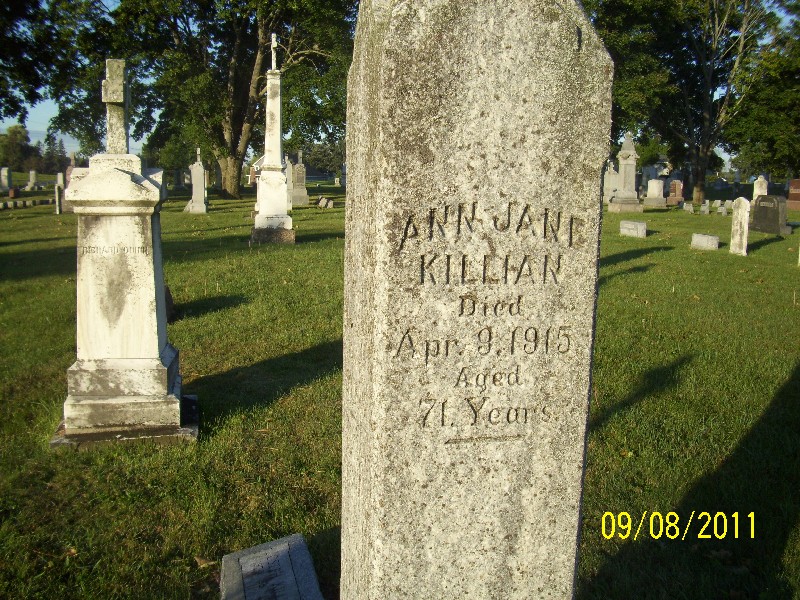 ANN JANE
KILLIAN
Died
Apr. 9, 1915
Aged
71. Years.
09/08/2011